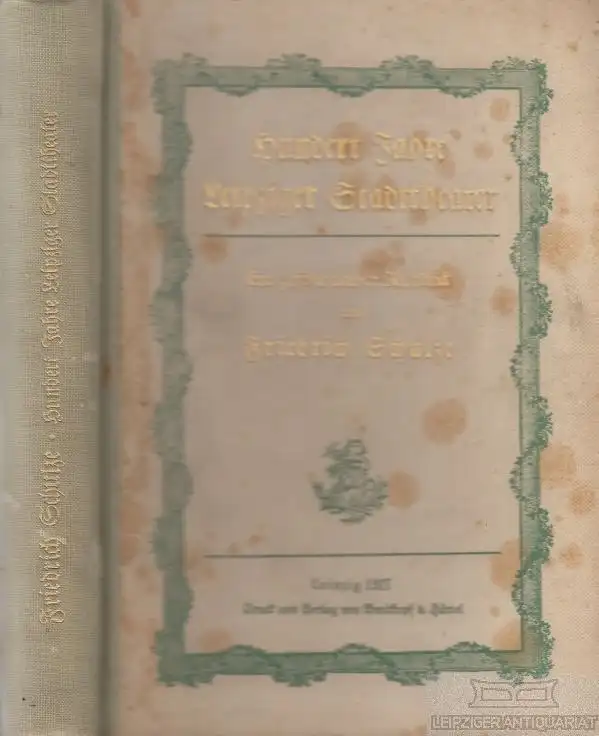 Friedrich Schulze · Hundert Jahre Leipziger Stadttheater
Hundert Jahre
Leipziger Stadttheater
Friedrich Schulze
Leipzig 1917
Druck und Verlag von Breitkopf & Härtel
LEIPZIGER ANTIQUARIAT